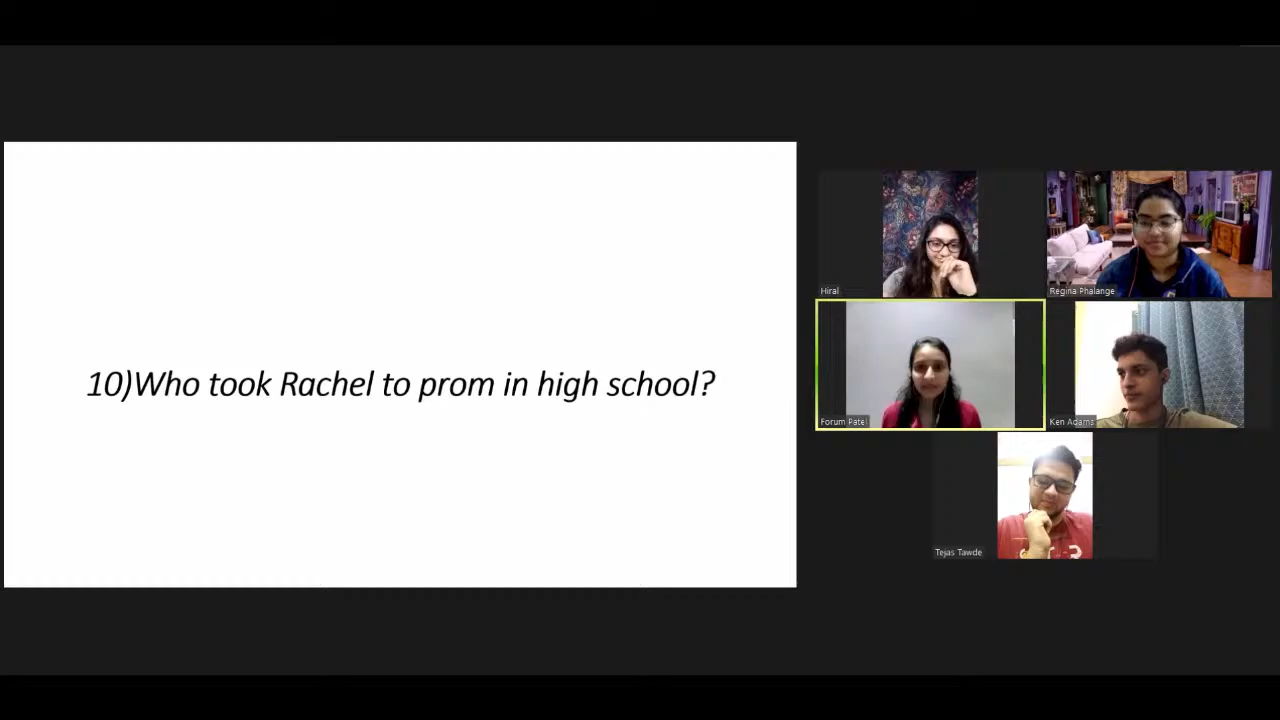 10)Who took Rachel to prom in high school?
Hiral
Regina Phalange
Forum Patel
Ken Adams
Tejas Tawde